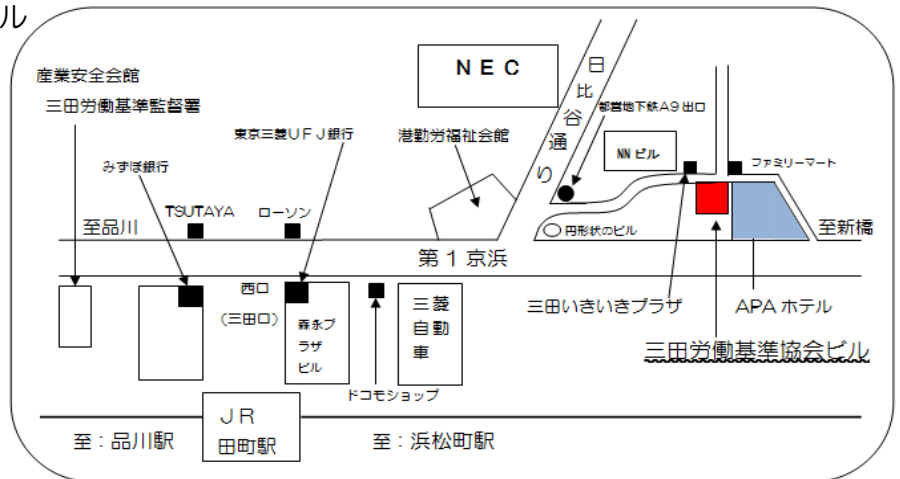 ル
産業安全会館
三田労働基準監督署
みずほ銀行
東京三菱ＵＦＪ銀行
港勤労福祉会館
ＮＥＣ
日比谷通り
都営地下鉄Ａ９出口
NNビル
ファミリーマート
至品川
TSUTAYA
ローソン
円形状のビル
至新橋
第１京浜
西口
（三田口）
森永プ
ラザ
ビル
三菱
自動
車
三田いきいきプラザ
APAホテル
三田労働基準協会ビル
ドコモショップ
ＪＲ
田町駅
至：品川駅
至：浜松町駅